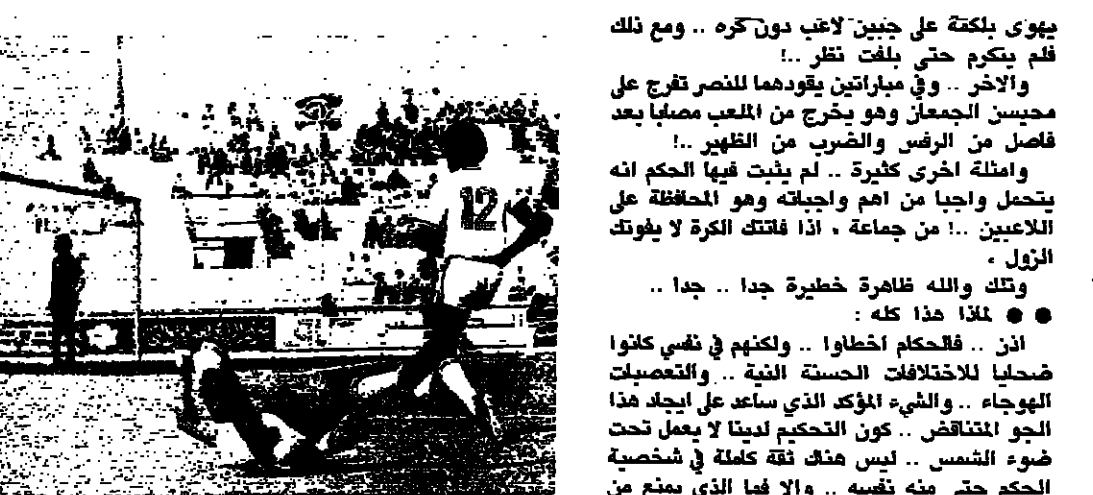 12
يهوى بلكمة على جبين لاعب دون كره .. ومع ذلك
فلم يتكرم حتى بلفت نظر ..!
والاخر .. وفي مباراتين يقودهما للنصر تفرج على
محيسن الجمعان وهو يخرج من الملعب مصابا بعد
فاصل من الرفس والضرب من الظهير ..!
وامثلة اخرى كثيرة .. لم يثبت فيها الحكم انه
يتحمل واجبا من اهم واجباته وهو المحافظة على
اللاعبين ..! من جماعة ، اذا فاتتك الكرة لا يفوتك
الزول ،
وتلك والله ظاهرة خطيرة جدا .. جدا ..
● ● لماذا هذا كله :
اذن .. فالحكام اخطاوا .. ولكنهم في نفسي كانوا
ضحايا للاختلافات الحسنة النية .. والتعصبات
الهوجاء .. والشيء المؤكد الذي ساعد على ايجاد هذا
الجو المتناقض .. كون التحكيم لدينا لا يعمل تحت
ضوء الشمس .. ليس هناك ثقة كاملة في شخصية
الحكم حتى منه نفسه .. والا فما الذي يمنع من